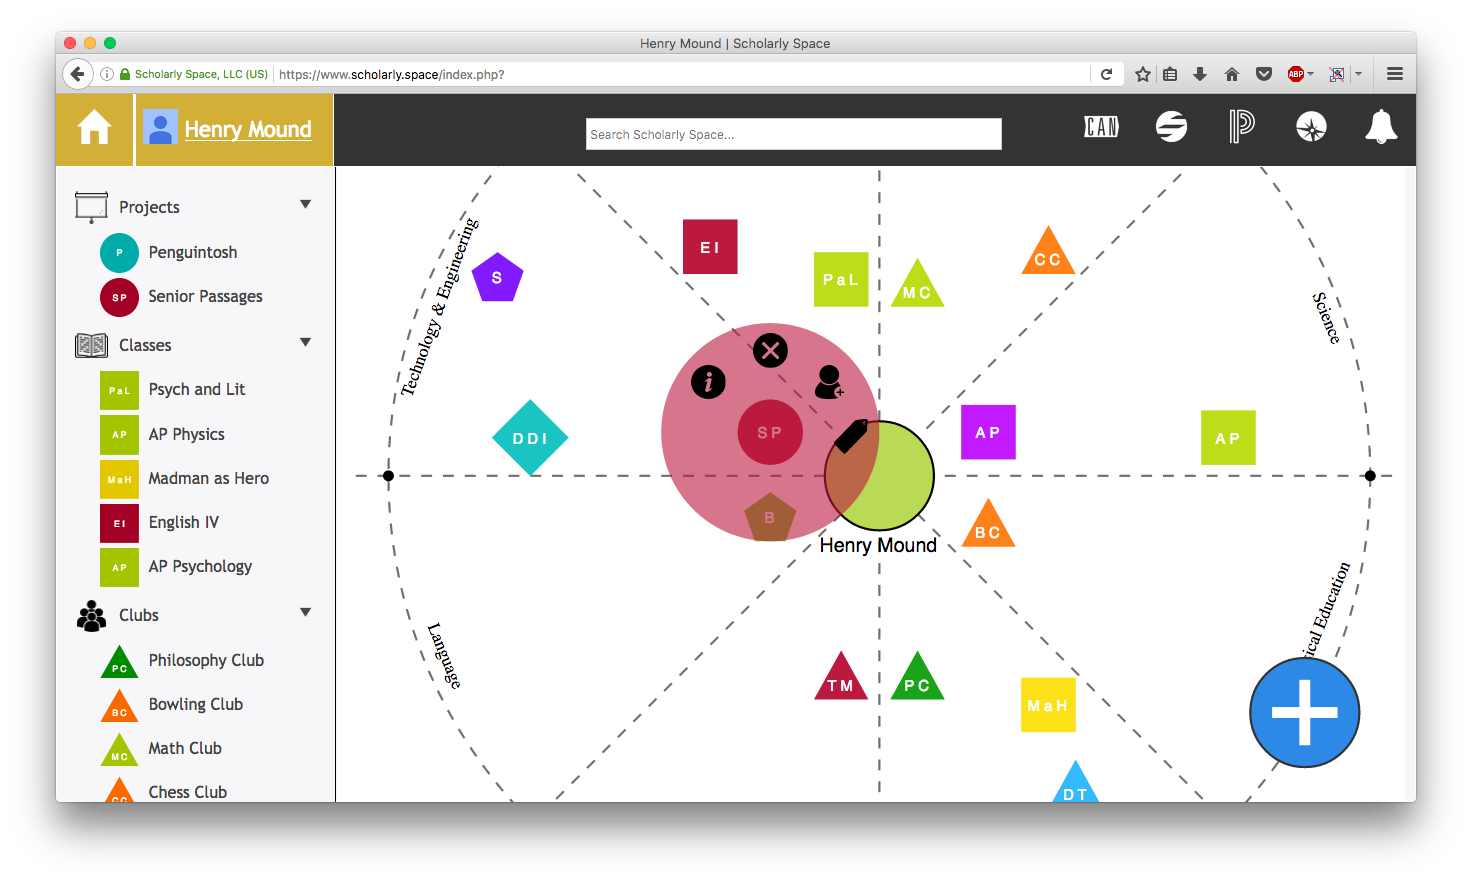 Henry Mound | Scholarly Space
Scholarly Space, LLC (US)
https://www.scholarly.space/index.php?
ABP
Henry Mound
Search Scholarly Space...
CAN
Projects
P Penguintosh
SP Senior Passages
Classes
PaL Psych and Lit
AP AP Physics
MaH Madman as Hero
EI English IV
AP AP Psychology
Clubs
PC Philosophy Club
BC Bowling Club
MC Math Club
CC Chess Club
Technology & Engineering
S
EI
PaL
MC
CC
Science
i
DDI
SP
AP
AP
B
BC
Henry Mound
Language
ical Education
TM
PC
MaH
DT